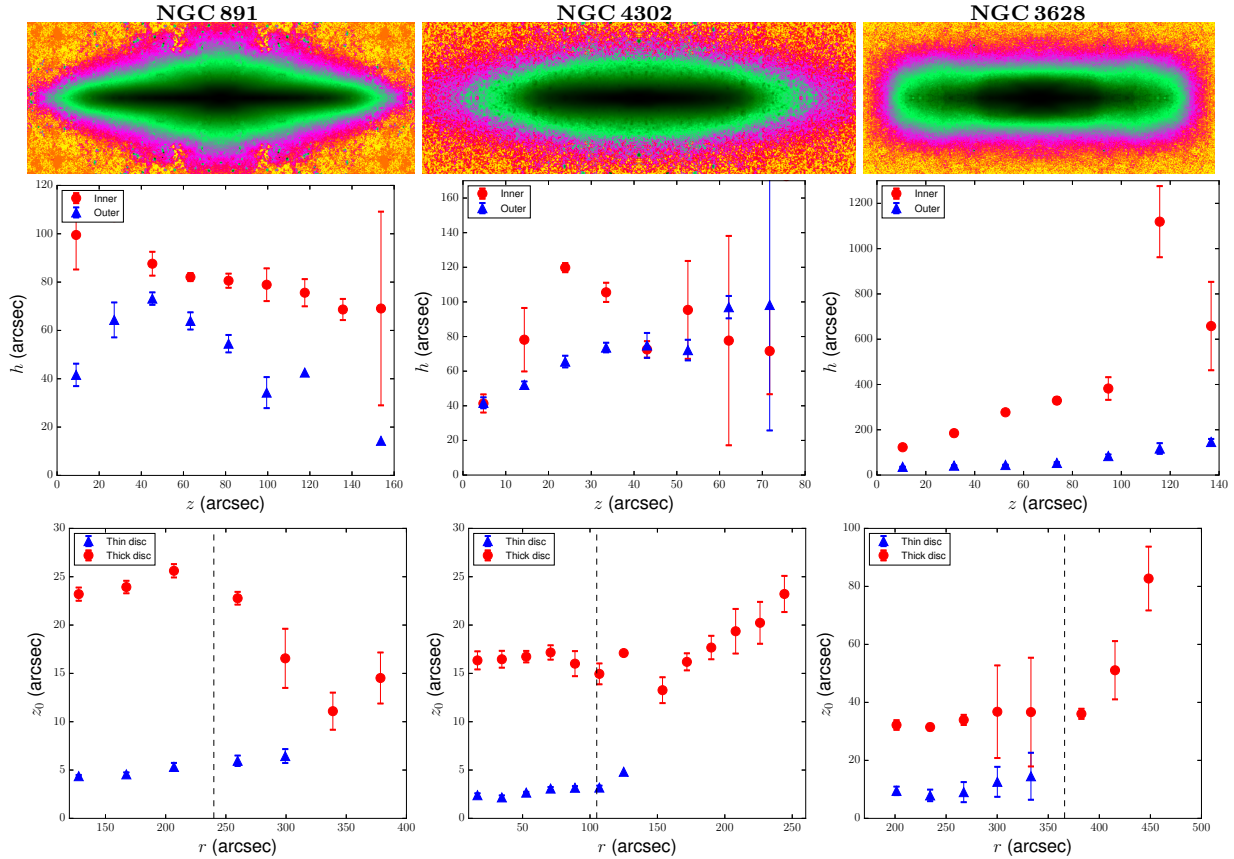 NGC 891 NGC 4302 NGC 3628
120
100
80
60
40
20
0
h (arcsec)
Inner
Outer
0 20 40 60 80 100 120 140 160
z (arcsec)
160
140
120
100
80
60
40
20
0
h (arcsec)
Inner
Outer
0 10 20 30 40 50 60 70 80
z (arcsec)
1200
1000
800
600
400
200
0
h (arcsec)
Inner
Outer
0 20 40 60 80 100 120 140
z (arcsec)
30
25
20
15
10
5
0
z0 (arcsec)
Thin disc
Thick disc
150 200 250 300 350 400
r (arcsec)
30
25
20
15
10
5
0
z0 (arcsec)
Thin disc
Thick disc
50 100 150 200 250
r (arcsec)
100
80
60
40
20
0
z0 (arcsec)
Thin disc
Thick disc
200 250 300 350 400 450 500
r (arcsec)